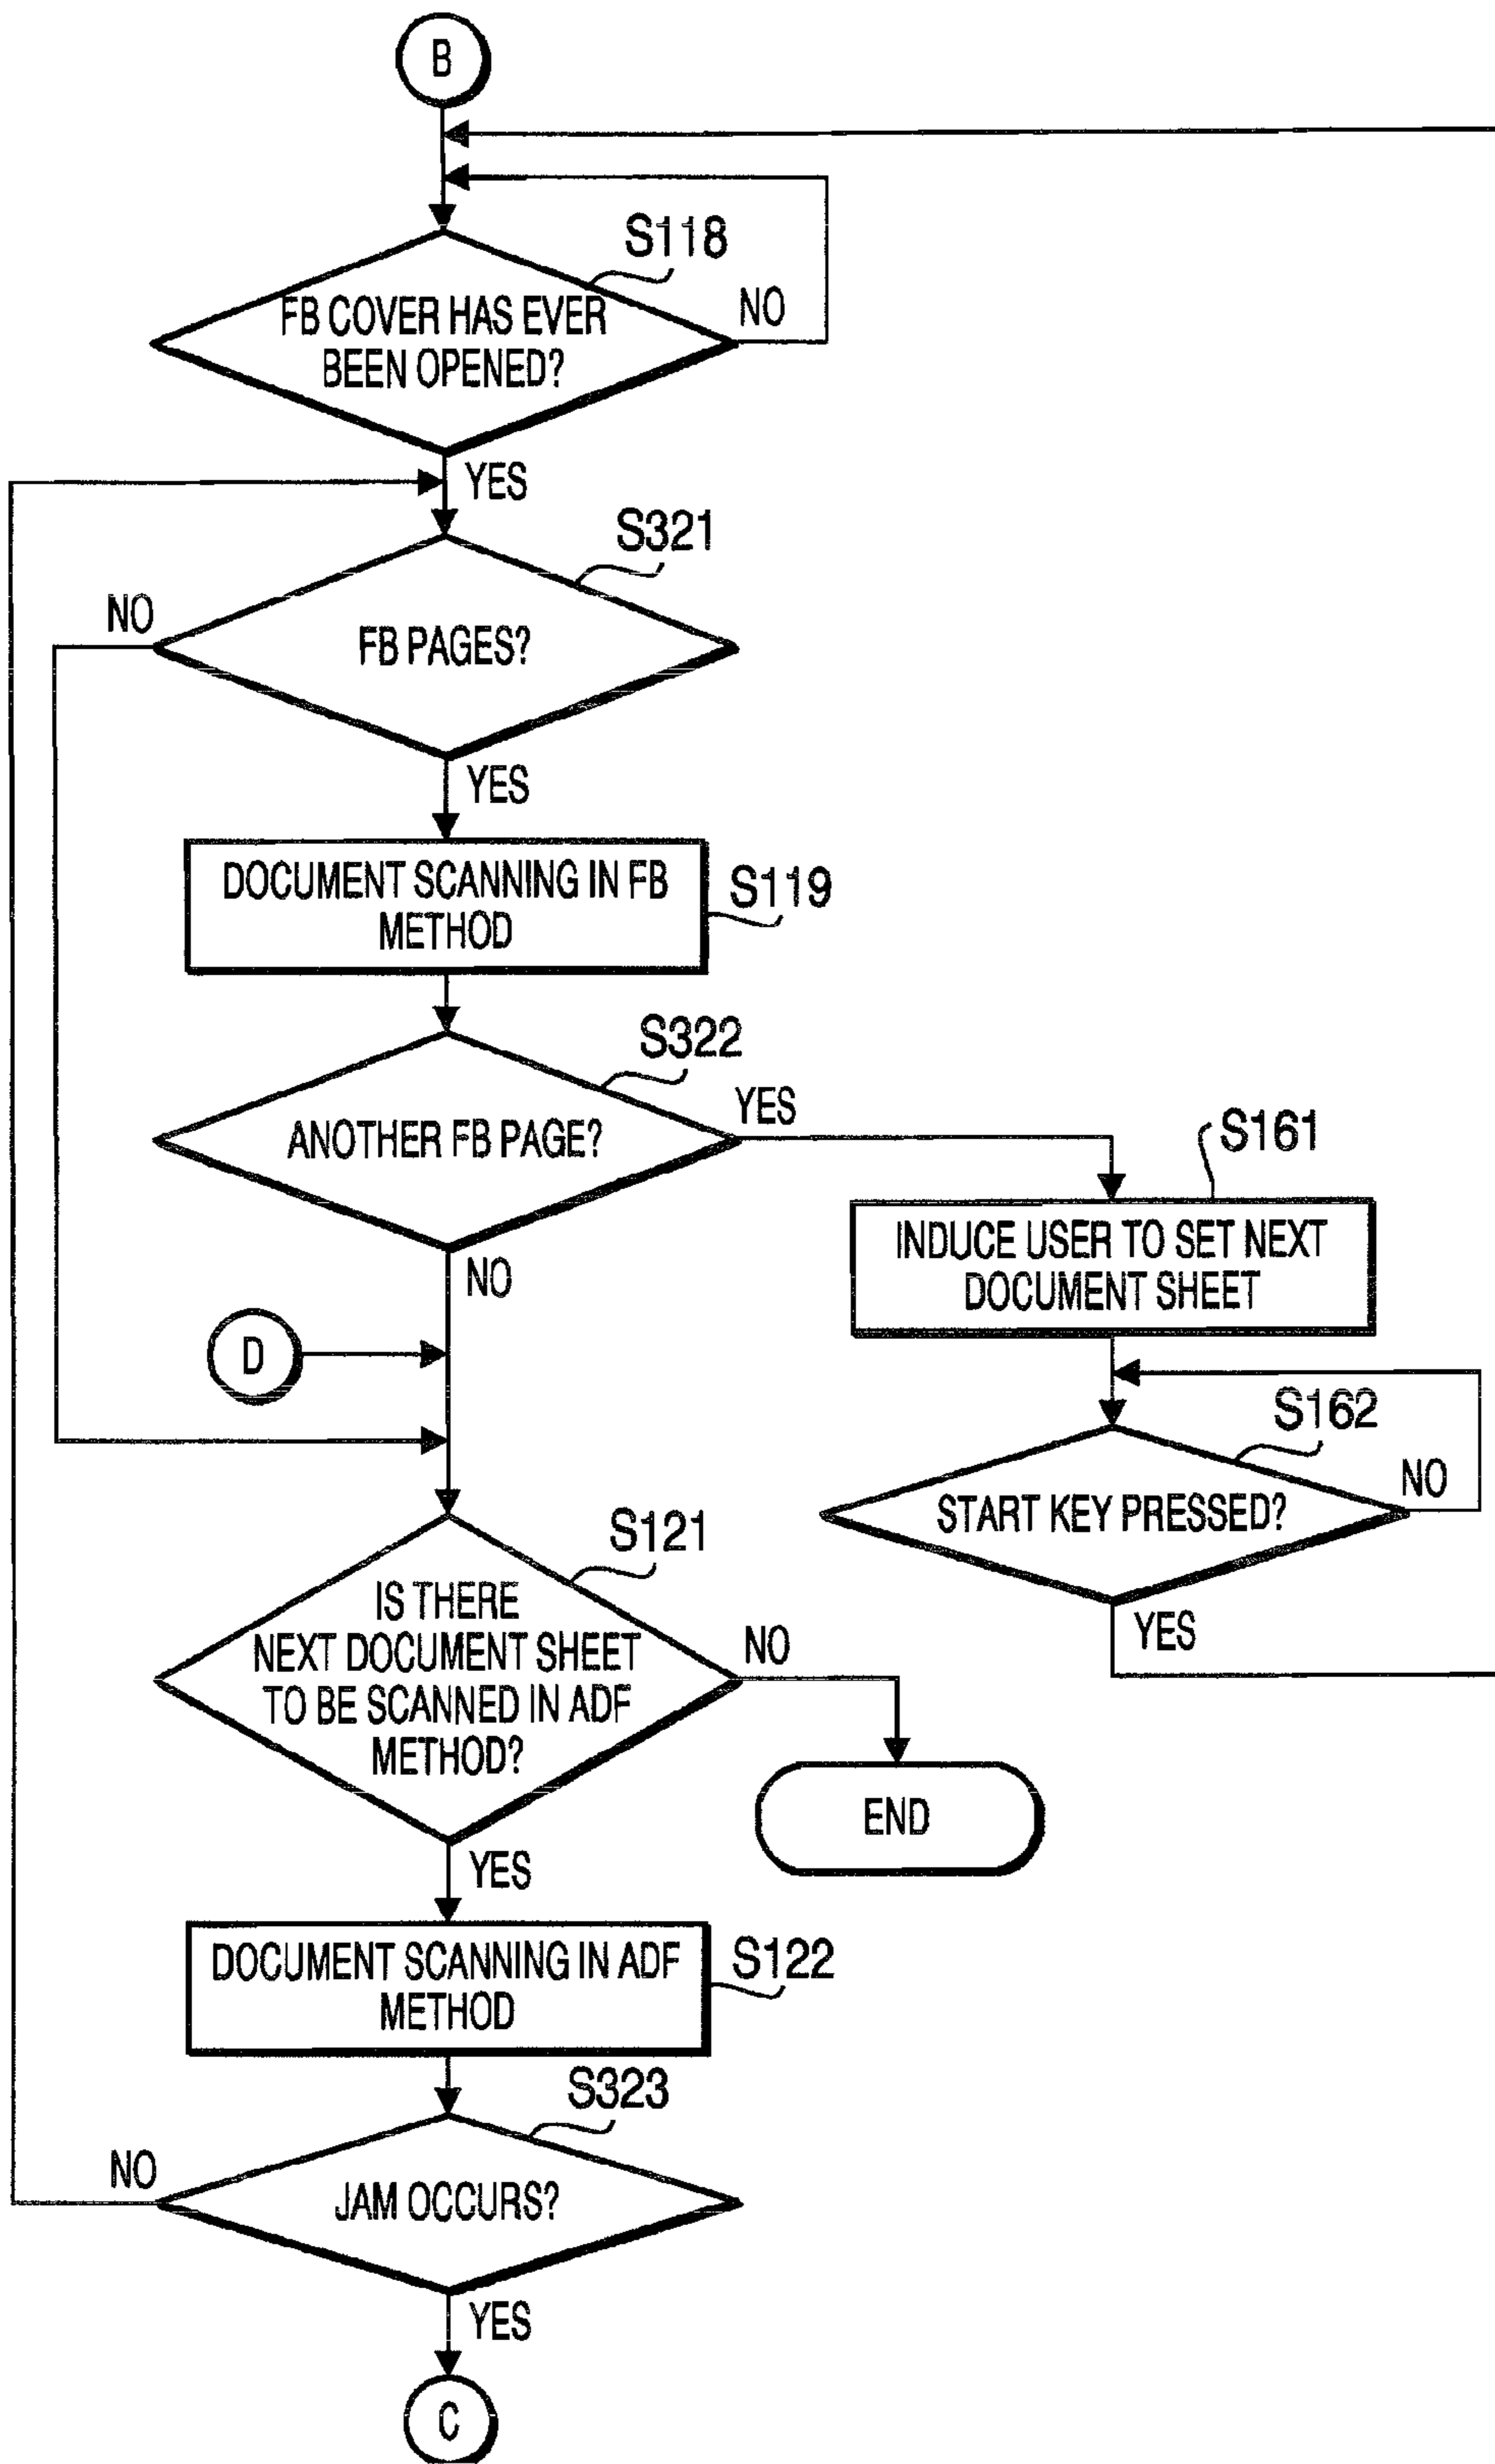 B
S118
FB COVER HAS EVER
BEEN OPENED?
NO
YES
S321
NO
FB PAGES?
YES
DOCUMENT SCANNING IN FB
METHOD
S119
S322
YES
ANOTHER FB PAGE?
NO
S161
INDUCE USER TO SET NEXT
DOCUMENT SHEET
D
S162
NO
START KEY PRESSED?
YES
S121
IS THERE
NEXT DOCUMENT SHEET
TO BE SCANNED IN ADF
METHOD?
NO
END
YES
DOCUMENT SCANNING IN ADF
METHOD
S122
S323
NO
JAM OCCURS?
YES
C